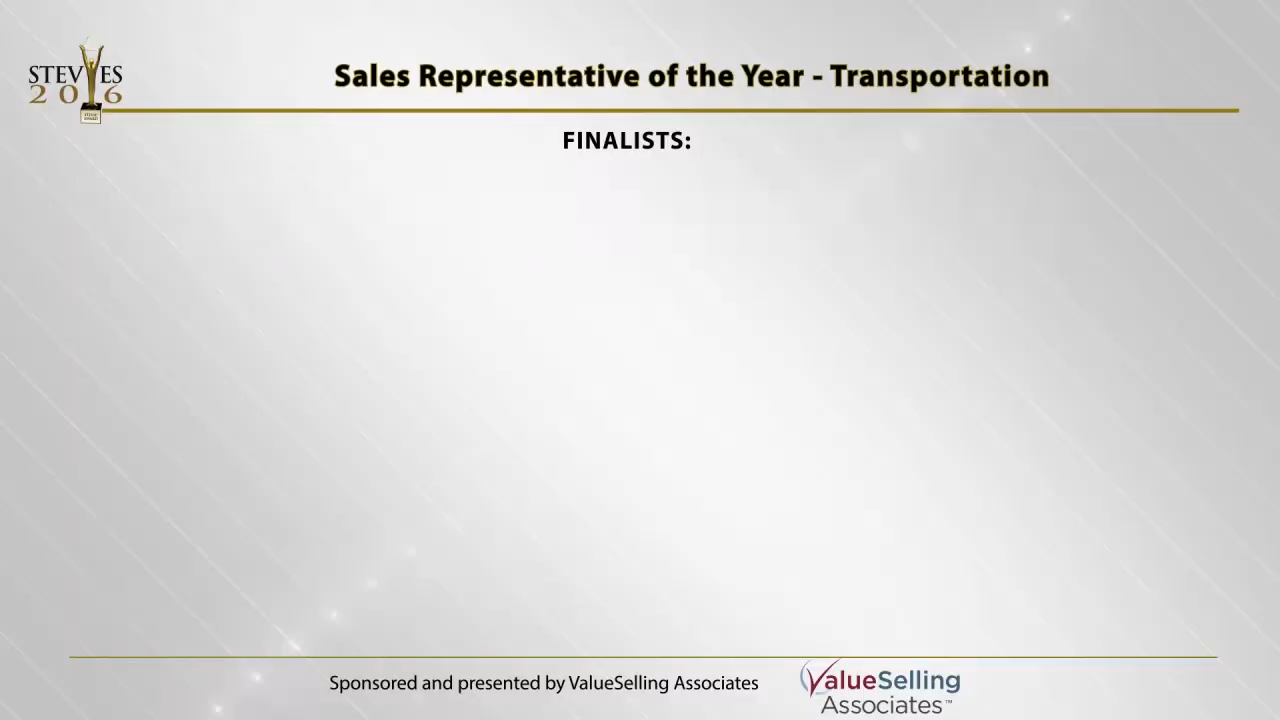 STEVIES
2016
Sales Representative of the Year - Transportation
FINALISTS:
Sponsored and presented by ValueSelling Associates
ValueSelling
Associates™